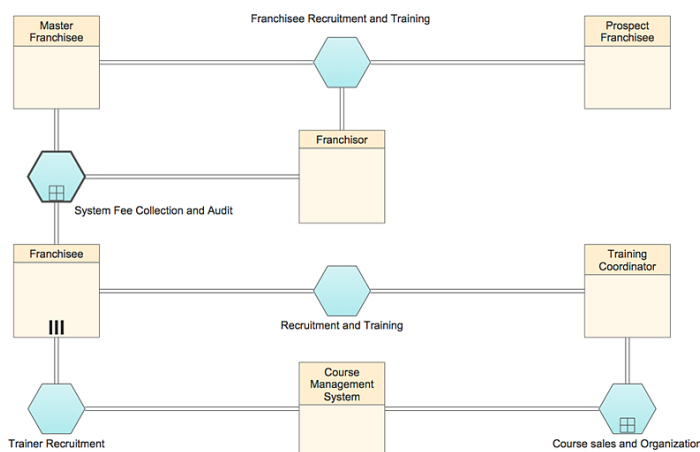 Franchisee Recruitment and Training
Master
Franchisee
Prospect
Franchisee
Franchisor
System Fee Collection and Audit
Franchisee
Training
Coordinator
Recruitment and Training
Course
Management
System
Trainer Recruitment
Course sales and Organization